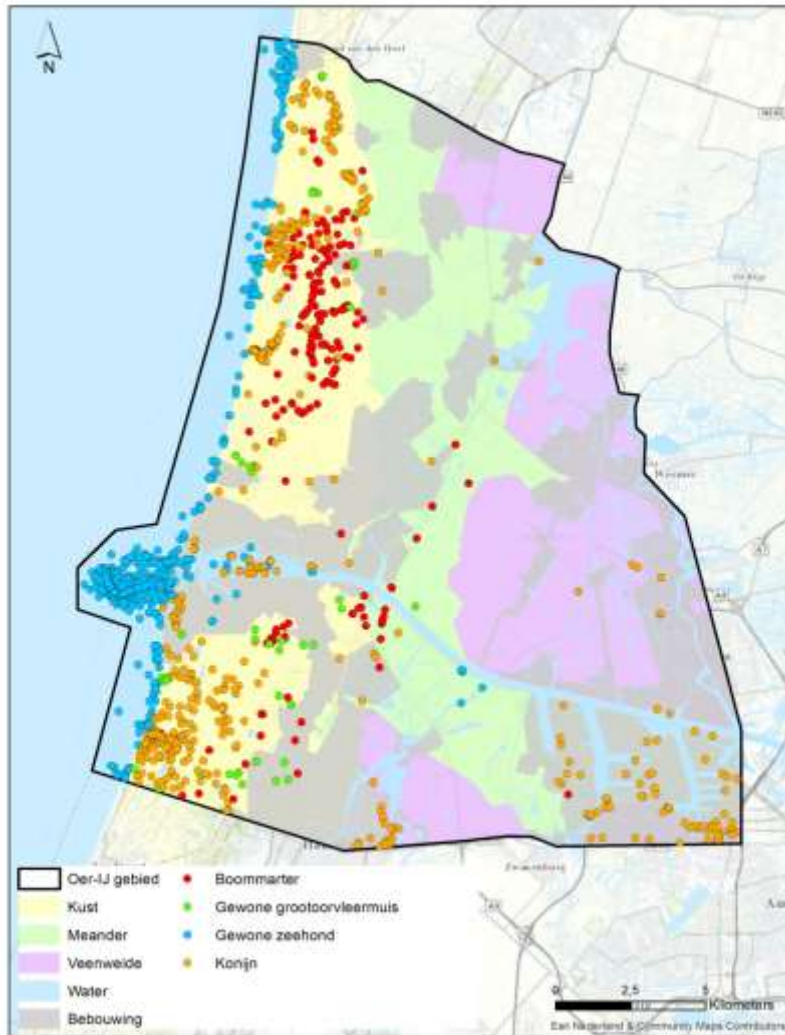 N
Oer-IJ gebied
Kust
Meander
Veenweide
Water
Bebouwing
Boommarter
Gewone grootoorvleermuis
Gewone zeehond
Konijn
0 2,5 5
Kilometers
Esri Nederland & Community Maps Contributors